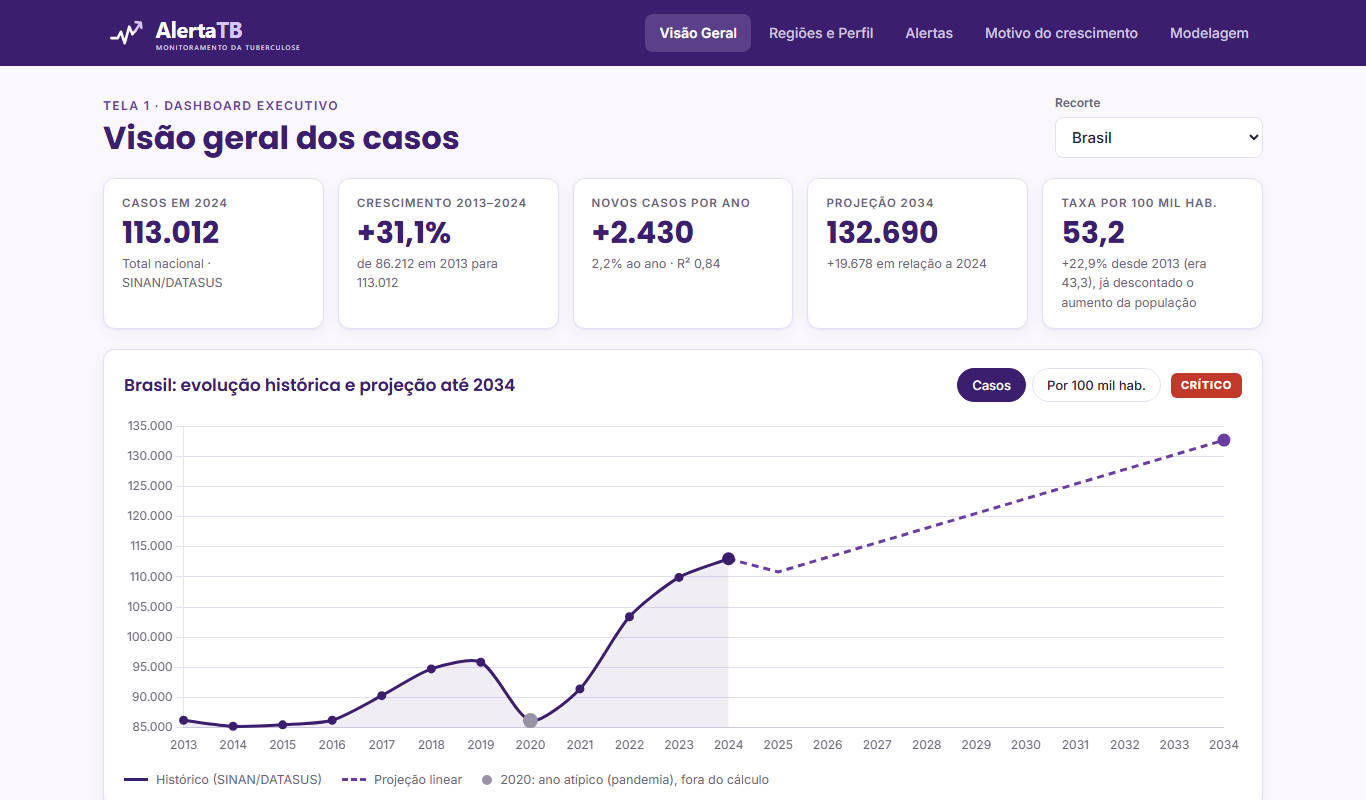 AlertaTB
MONITORAMENTO DA TUBERCULOSE
Visão Geral
Regiões e Perfil
Alertas
Motivo do crescimento
Modelagem
TELA 1 · DASHBOARD EXECUTIVO
Visão geral dos casos
Recorte
Brasil
CASOS EM 2024
113.012
Total nacional ·
SINAN/DATASUS
CRESCIMENTO 2013–2024
+31,1%
de 86.212 em 2013 para
113.012
NOVOS CASOS POR ANO
+2.430
2,2% ao ano · R² 0,84
PROJEÇÃO 2034
132.690
+19.678 em relação a 2024
TAXA POR 100 MIL HAB.
53,2
+22,9% desde 2013 (era
43,3), já descontado o
aumento da população
Brasil: evolução histórica e projeção até 2034
Casos
Por 100 mil hab.
CRÍTICO
135.000
130.000
125.000
120.000
115.000
110.000
105.000
100.000
95.000
90.000
85.000
2013 2014 2015 2016 2017 2018 2019 2020 2021 2022 2023 2024 2025 2026 2027 2028 2029 2030 2031 2032 2033 2034
Histórico (SINAN/DATASUS)
Projeção linear
2020: ano atípico (pandemia), fora do cálculo